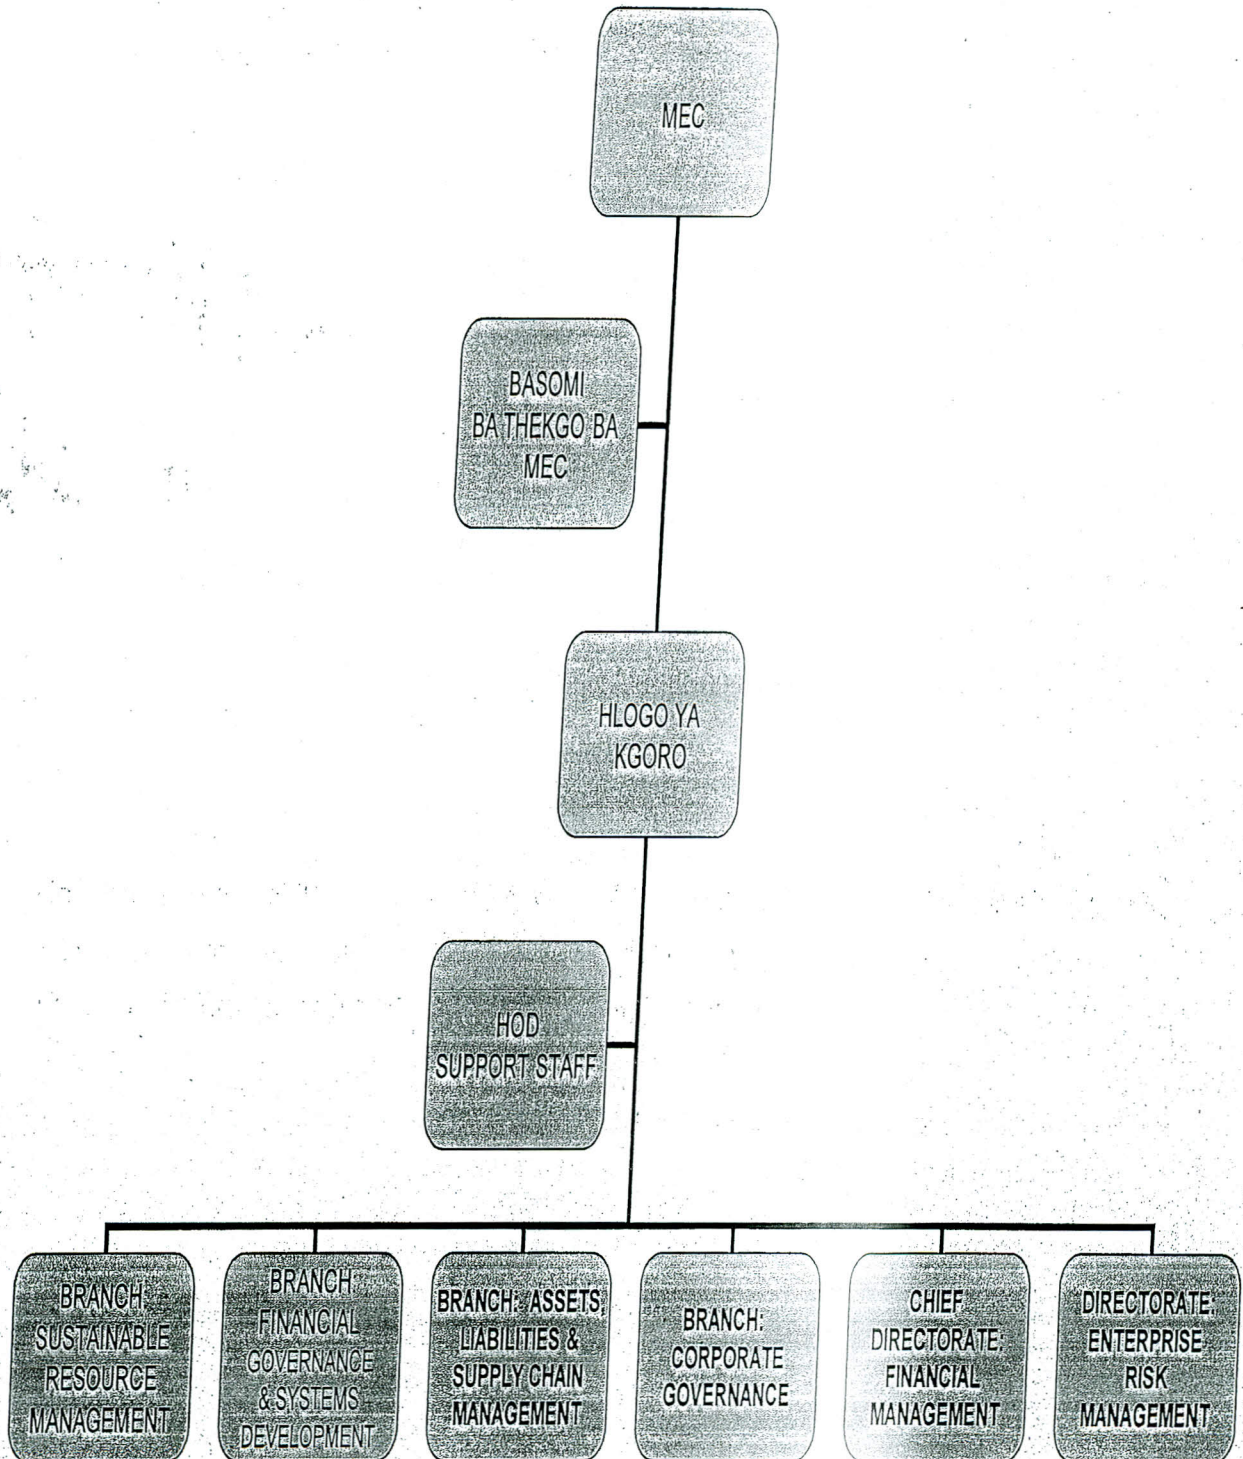 MEC
BASOMI
BA THEKGO BA
MEC
HLOGO YA
KGORO
HOD
SUPPORT STAFF
BRANCH:
SUSTAINABLE
RESOURCE
MANAGEMENT
BRANCH:
FINANCIAL
GOVERNANCE
& SYSTEMS
DEVELOPMENT
BRANCH: ASSETS,
LIABILITIES &
SUPPLY CHAIN
MANAGEMENT
BRANCH:
CORPORATE
GOVERNANCE
CHIEF
DIRECTORATE:
FINANCIAL
MANAGEMENT
DIRECTORATE:
ENTERPRISE
RISK
MANAGEMENT